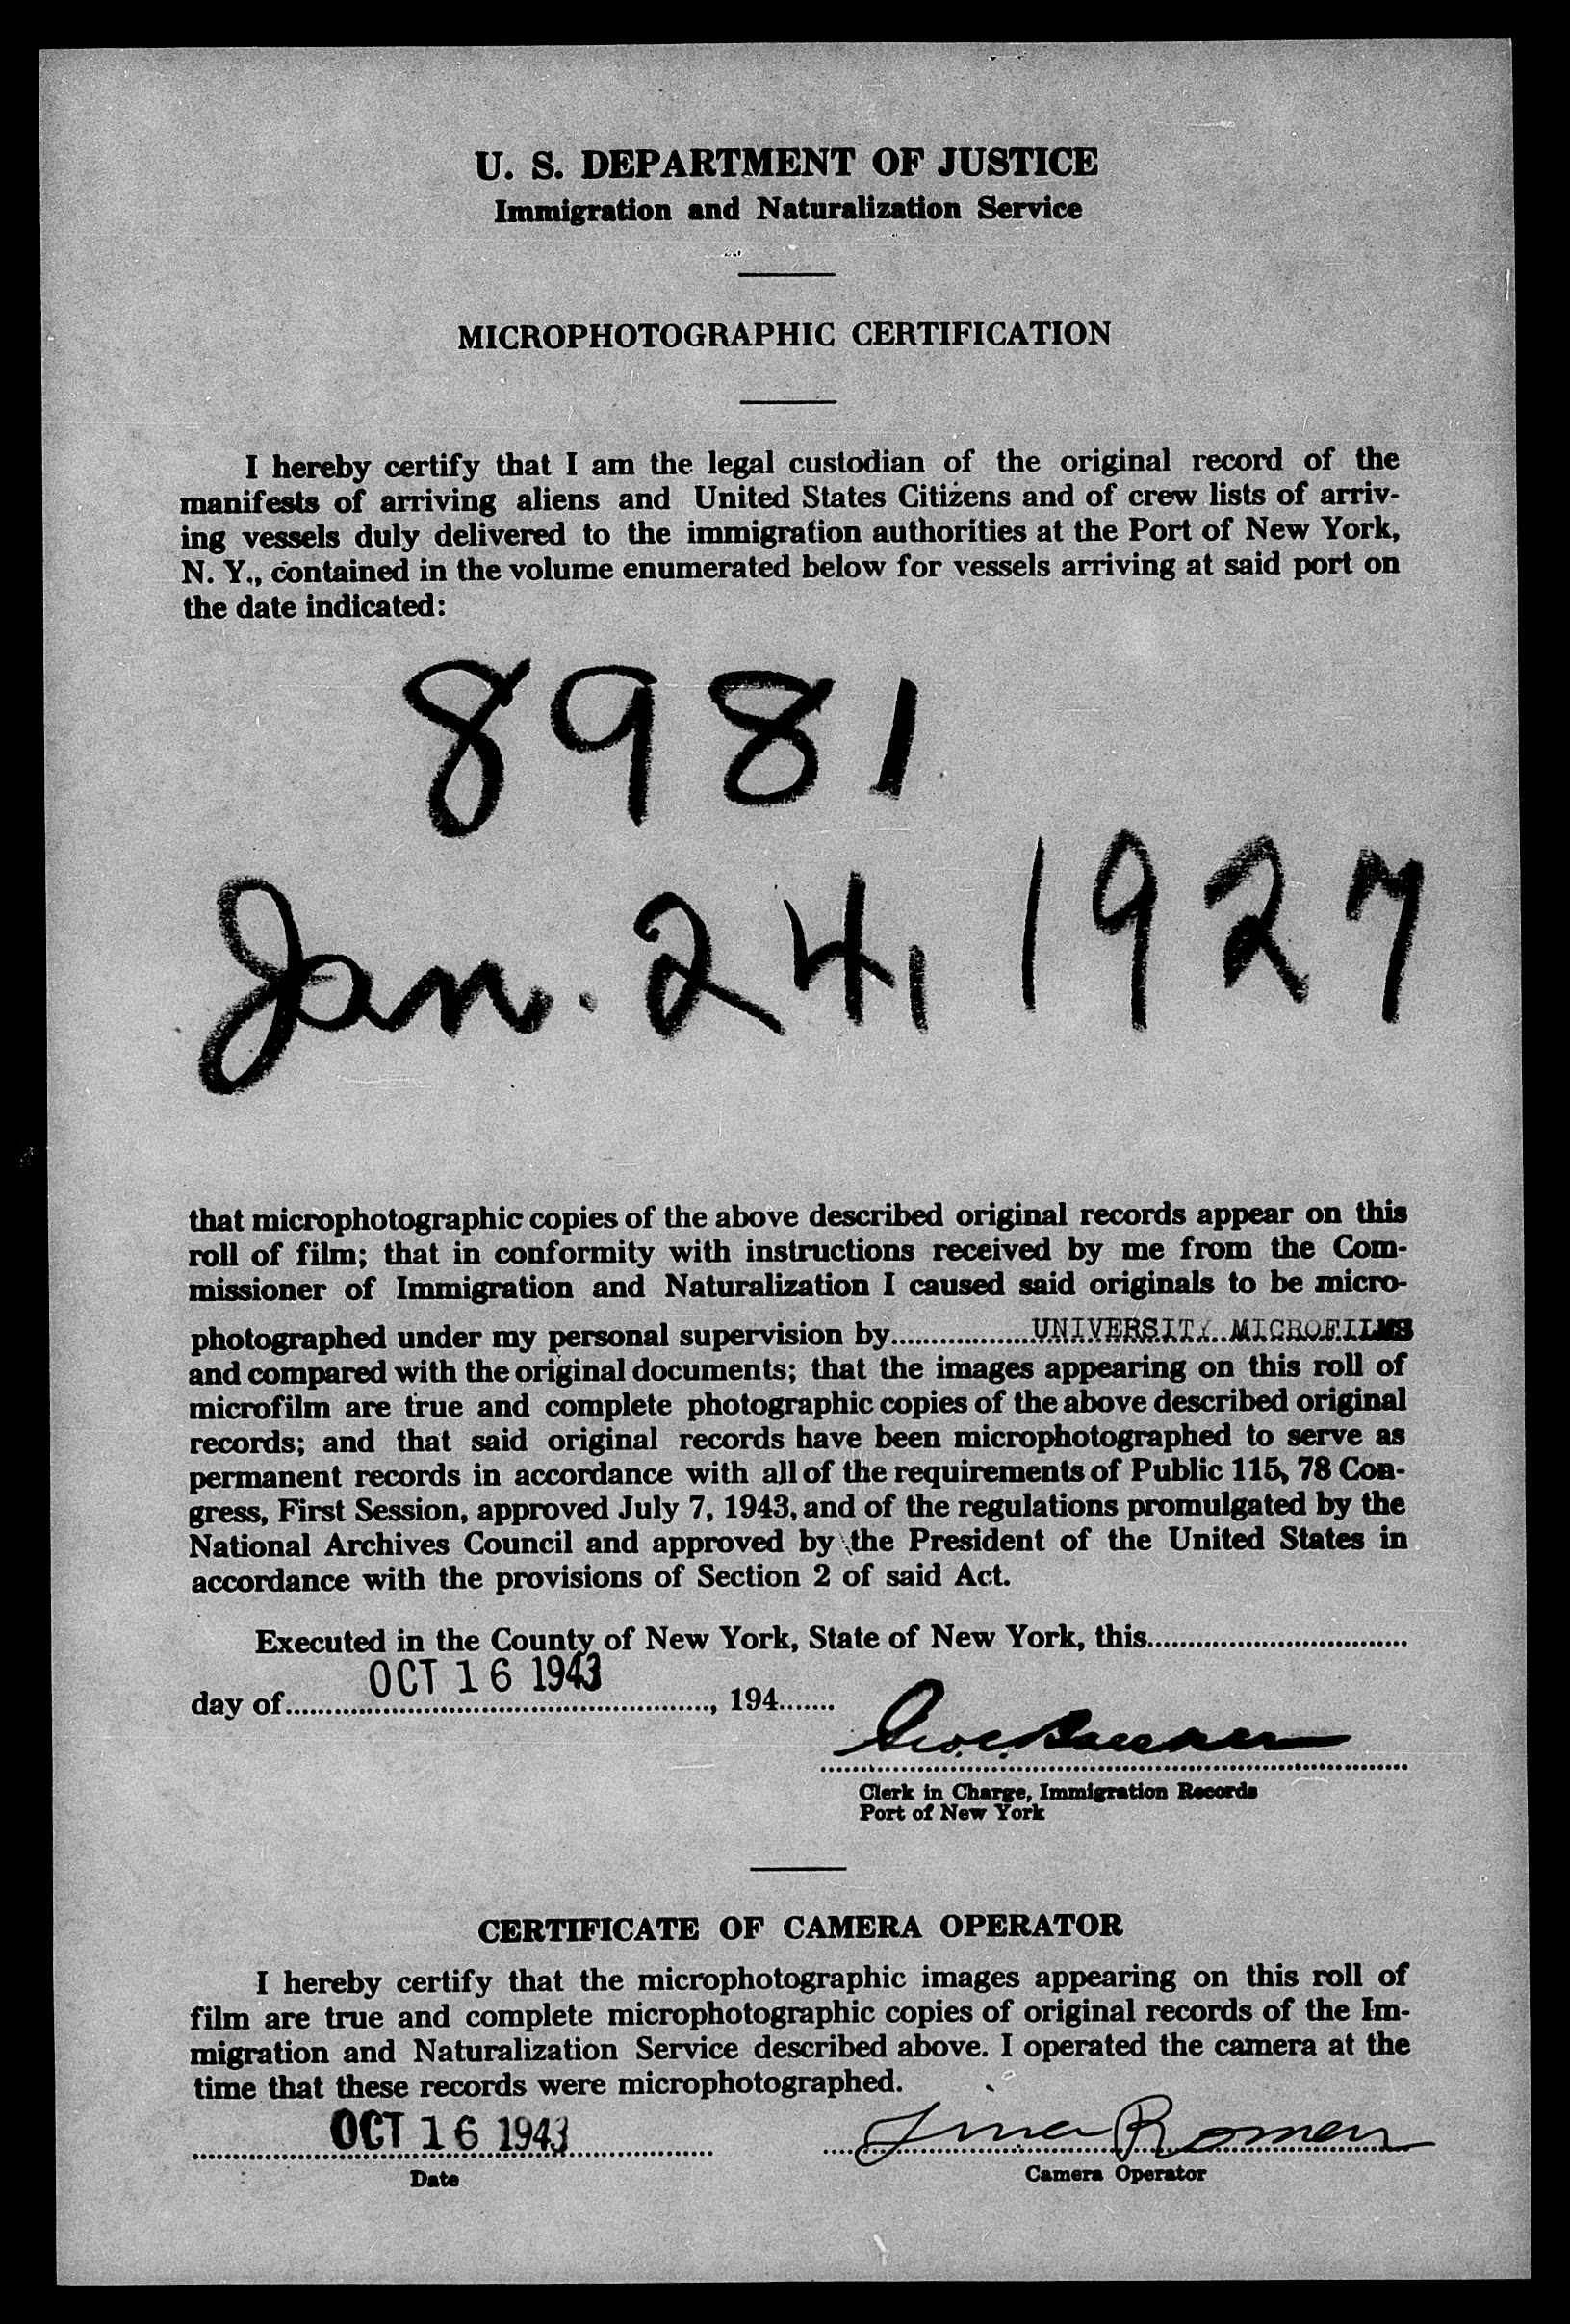 U. S. DEPARTMENT OF JUSTICE
Immigration and Naturalization Service
MICROPHOTOGRAPHIC CERTIFICATION
I hereby certify that I am the legal custodian of the original record of the
manifests of arriving aliens and United States Citizens and of crew lists of arriv-
ing vessels duly delivered to the immigration authorities at the Port of New York,
N. Y., contained in the volume enumerated below for vessels arriving at said port on
the date indicated:
8981
Jan. 24, 1927
that microphotographic copies of the above described original records appear on this
roll of film; that in conformity with instructions received by me from the Com-
missioner of Immigration and Naturalization I caused said originals to be micro-
photographed under my personal supervision by..................UNIVERSITY MICROFILMS
and compared with the original documents; that the images appearing on this roll of
microfilm are true and complete photographic copies of the above described original
records; and that said original records have been microphotographed to serve as
permanent records in accordance with all of the requirements of Public 115, 78 Con-
gress, First Session, approved July 7, 1943, and of the regulations promulgated by the
National Archives Council and approved by the President of the United States in
accordance with the provisions of Section 2 of said Act.
Executed in the County of New York, State of New York, this................................
OCT 16 1943
day of...................................................., 194.......
Clerk in Charge, Immigration Records
Port of New York
CERTIFICATE OF CAMERA OPERATOR
I hereby certify that the microphotographic images appearing on this roll of
film are true and complete microphotographic copies of original records of the Im-
migration and Naturalization Service described above. I operated the camera at the
time that these records were microphotographed.
OCT 16 1943
Date
Camera Operator